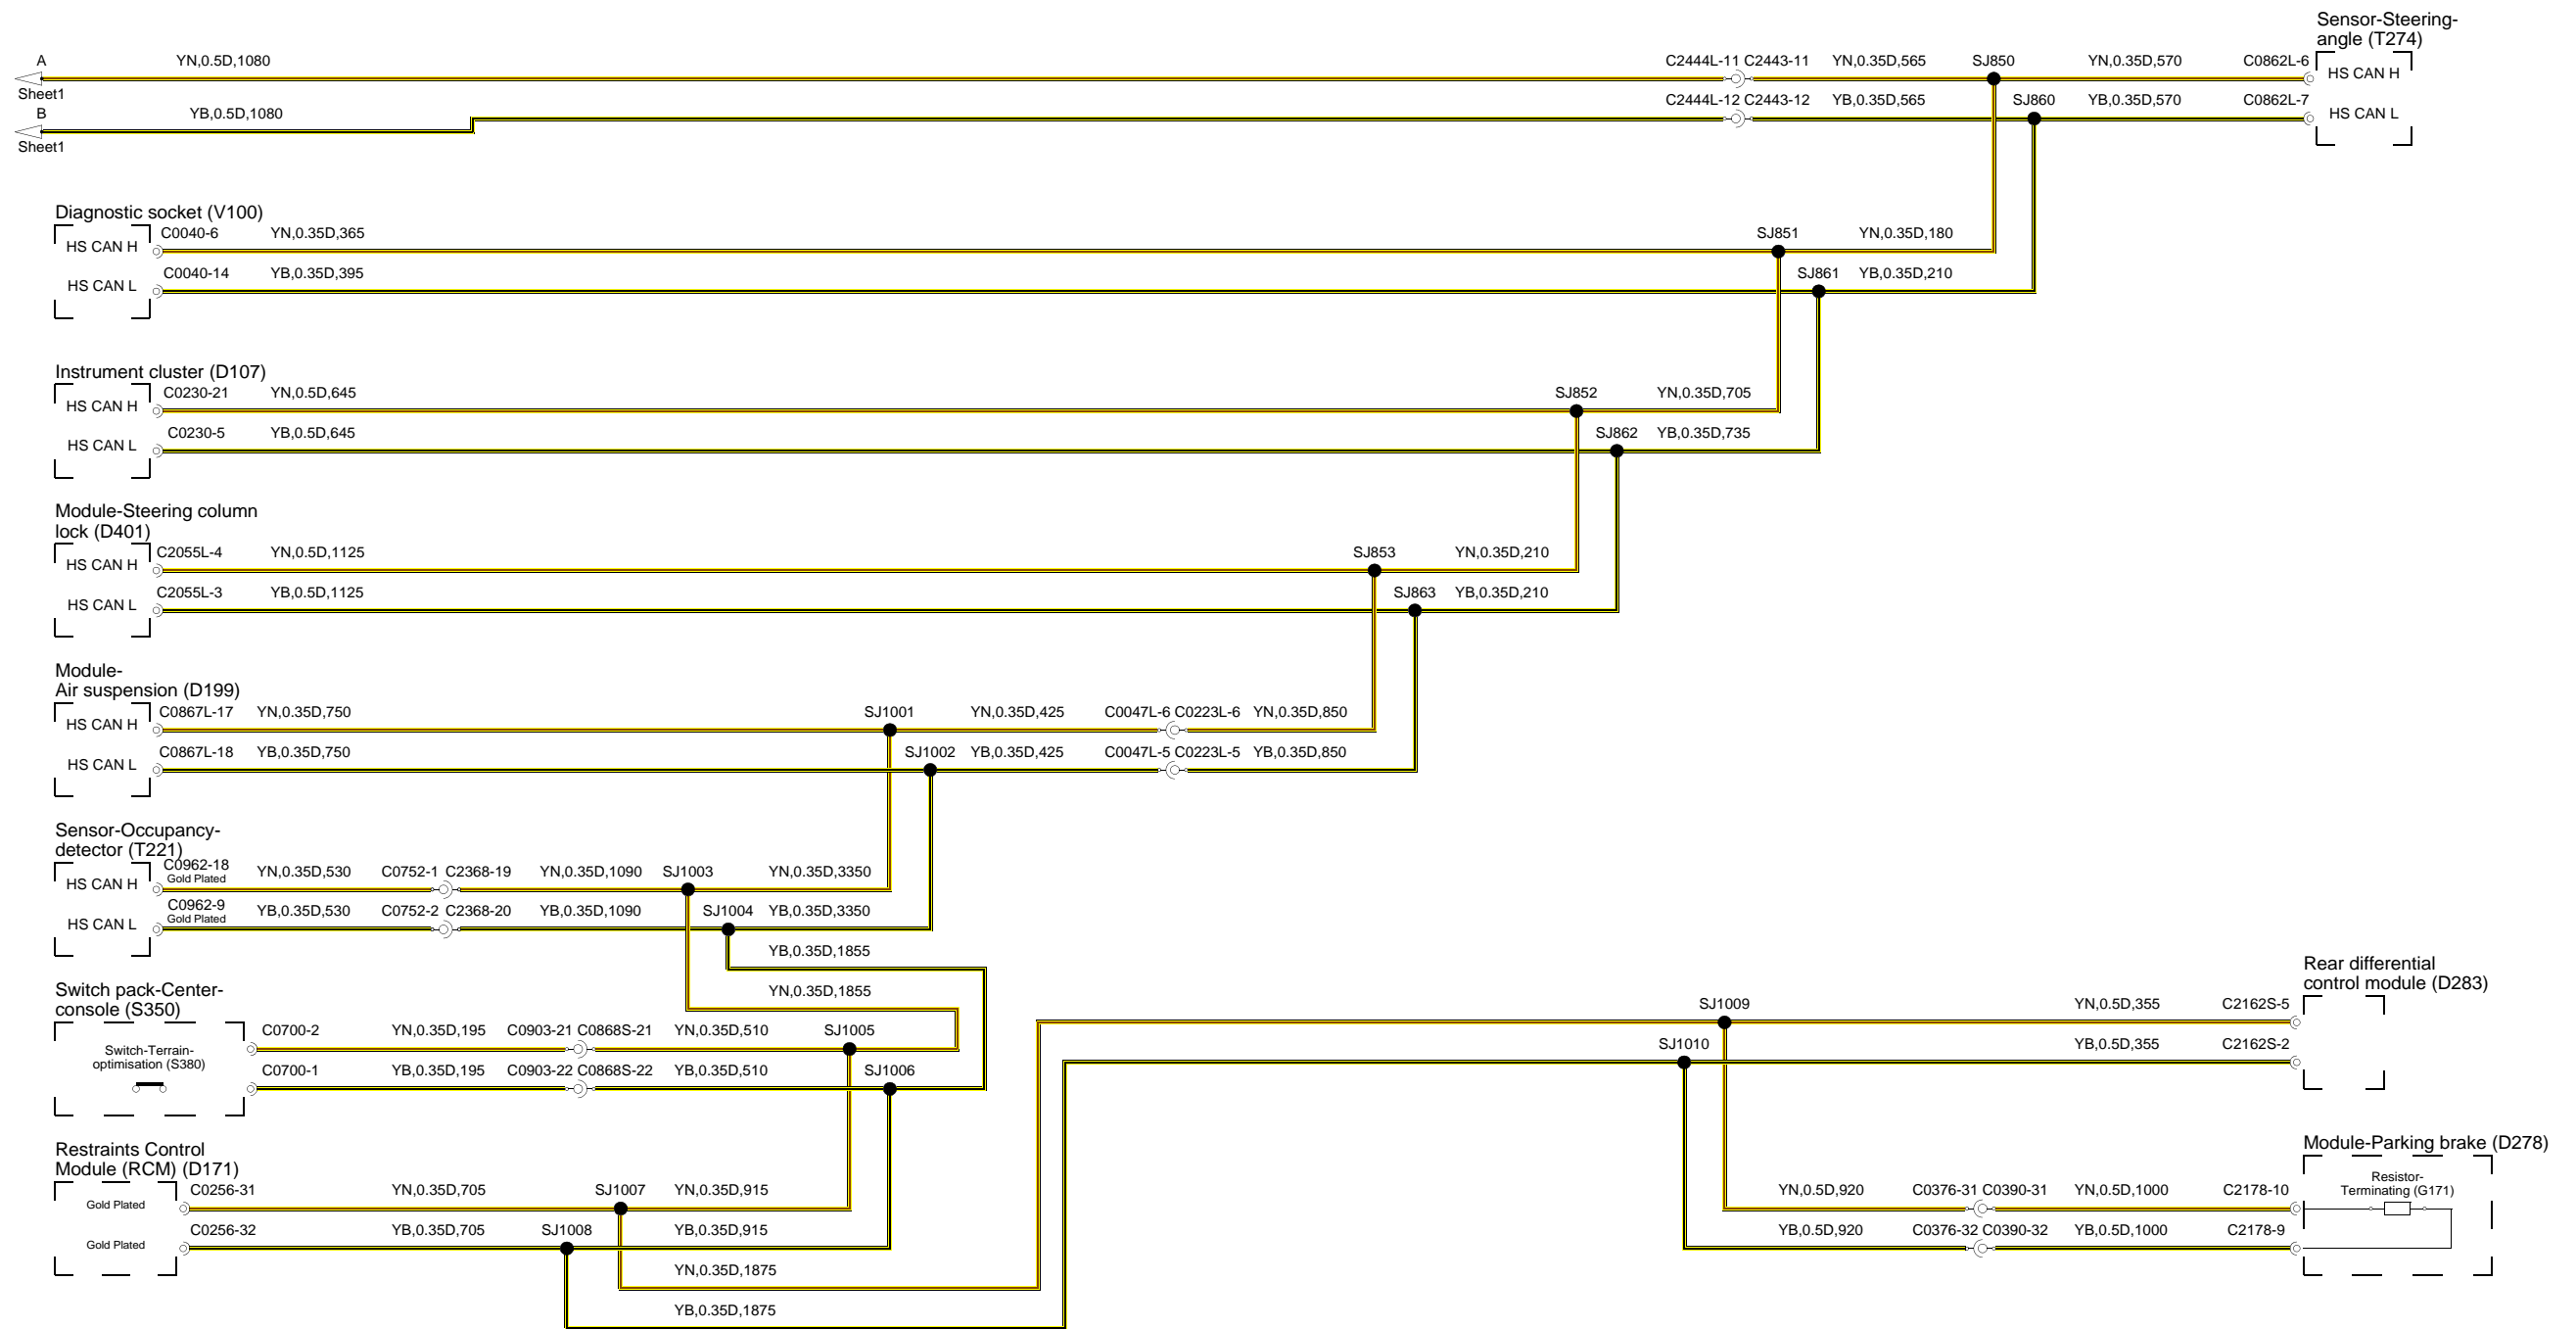 Sensor-Steering-
angle (T274)
A
YN,0.5D,1080
C2444L-11 C2443-11
YN,0.35D,565
SJ850
YN,0.35D,570
C0862L-6
HS CAN H
Sheet1
B
YB,0.5D,1080
C2444L-12 C2443-12
YB,0.35D,565
SJ860
YB,0.35D,570
C0862L-7
HS CAN L
Sheet1
Diagnostic socket (V100)
HS CAN H
C0040-6
YN,0.35D,365
SJ851
YN,0.35D,180
HS CAN L
C0040-14
YB,0.35D,395
SJ861
YB,0.35D,210
Instrument cluster (D107)
HS CAN H
C0230-21
YN,0.5D,645
SJ852
YN,0.35D,705
HS CAN L
C0230-5
YB,0.5D,645
SJ862
YB,0.35D,735
Module-Steering column
lock (D401)
HS CAN H
C2055L-4
YN,0.5D,1125
SJ853
YN,0.35D,210
HS CAN L
C2055L-3
YB,0.5D,1125
SJ863
YB,0.35D,210
Module-
Air suspension (D199)
HS CAN H
C0867L-17
YN,0.35D,750
SJ1001
YN,0.35D,425
C0047L-6 C0223L-6
YN,0.35D,850
HS CAN L
C0867L-18
YB,0.35D,750
SJ1002
YB,0.35D,425
C0047L-5 C0223L-5
YB,0.35D,850
Sensor-Occupancy-
detector (T221)
HS CAN H
C0962-18
Gold Plated
YN,0.35D,530
C0752-1 C2368-19
YN,0.35D,1090
SJ1003
YN,0.35D,3350
HS CAN L
C0962-9
Gold Plated
YB,0.35D,530
C0752-2 C2368-20
YB,0.35D,1090
SJ1004
YB,0.35D,3350
YB,0.35D,1855
YN,0.35D,1855
Switch pack-Center-
console (S350)
Switch-Terrain-
optimisation (S380)
C0700-2
YN,0.35D,195
C0903-21 C0868S-21
YN,0.35D,510
SJ1005
C0700-1
YB,0.35D,195
C0903-22 C0868S-22
YB,0.35D,510
SJ1006
Rear differential
control module (D283)
SJ1009
YN,0.5D,355
C2162S-5
SJ1010
YB,0.5D,355
C2162S-2
Restraints Control
Module (RCM) (D171)
Gold Plated
C0256-31
YN,0.35D,705
SJ1007
YN,0.35D,915
Gold Plated
C0256-32
YB,0.35D,705
SJ1008
YB,0.35D,915
YN,0.35D,1875
YB,0.35D,1875
Module-Parking brake (D278)
Resistor-
Terminating (G171)
YN,0.5D,920
C0376-31 C0390-31
YN,0.5D,1000
C2178-10
YB,0.5D,920
C0376-32 C0390-32
YB,0.5D,1000
C2178-9